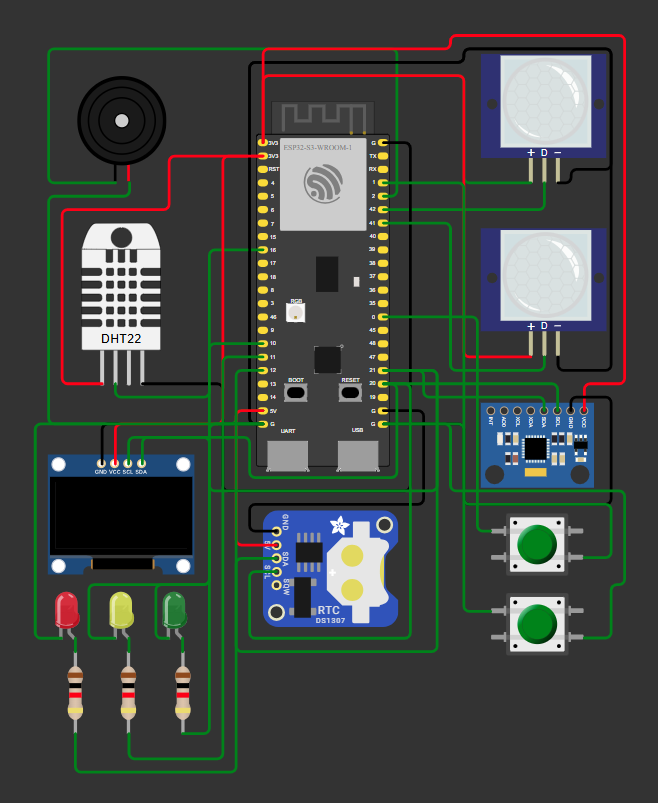 + D −
3V3
3V3
RST
4
5
6
7
15
16
17
18
8
3
46
9
10
11
12
13
14
5V
G
ESP32-S3-WROOM-1
RGB
BOOT
RESET
UART
USB
G
TX
RX
1
2
42
41
40
39
38
37
36
35
0
45
48
47
21
20
19
G
G
+ D −
DHT22
INT
AD0
XCL
XDA
SDA
SCL
GND
VCC
GND VCC SCL SDA
GND
5V
SDA
SCL
SQW
adafruit
RTC
DS1307